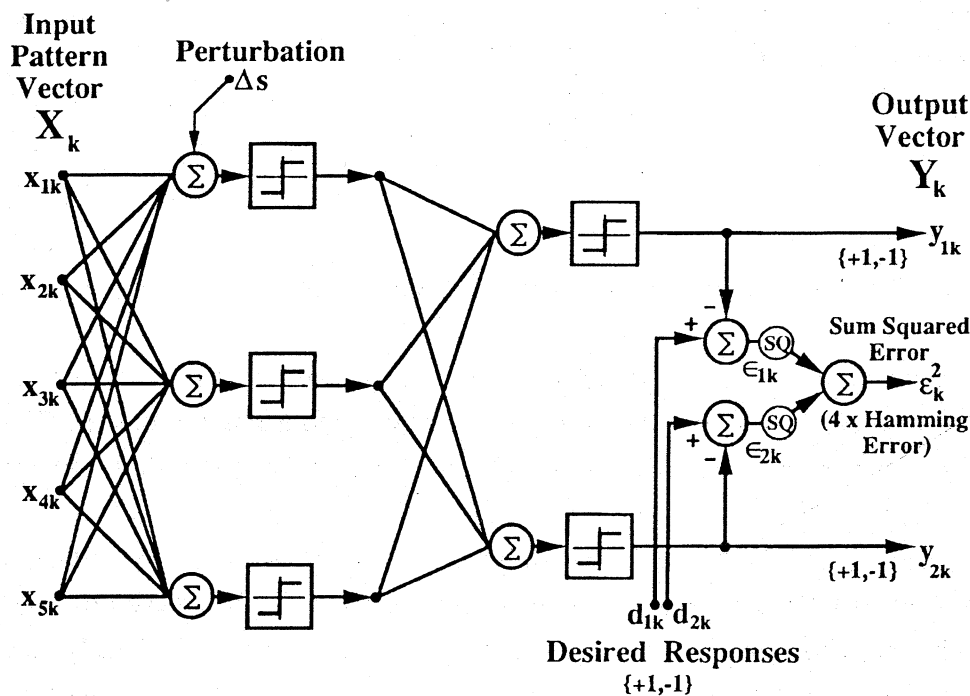 Input
Pattern
Vector
X_k
Perturbation
Δs
x_1k
x_2k
x_3k
x_4k
x_5k
Σ
Σ
Σ
Σ
Σ
Output
Vector
Y_k
y_1k
{+1,-1}
−
+
Σ
SQ
∈_1k
Sum Squared
Error
Σ
ε_k^2
(4 x Hamming
Error)
+
Σ
SQ
∈_2k
−
y_2k
{+1,-1}
d_1k d_2k
Desired Responses
{+1,-1}